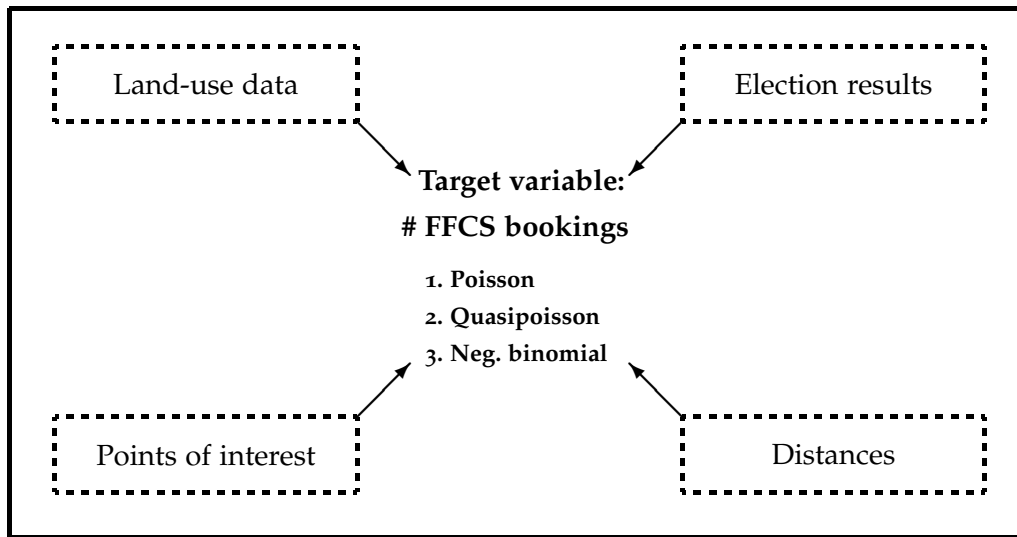 Land-use data
Election results
Target variable:
# FFCS bookings
1. Poisson
2. Quasipoisson
3. Neg. binomial
Points of interest
Distances